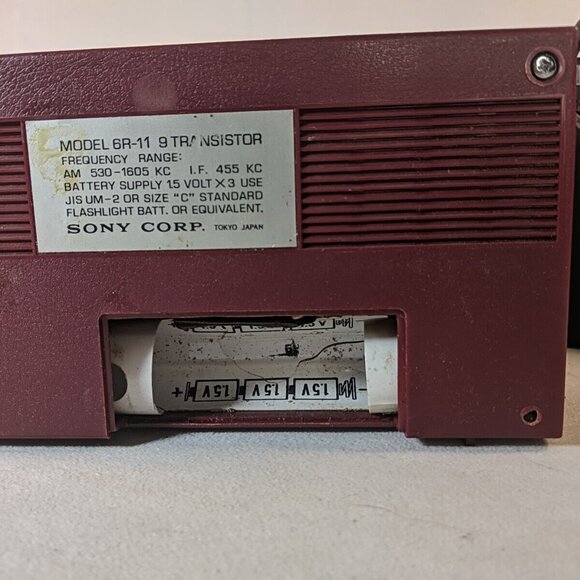 MODEL 6R-11 9 TRANSISTOR
FREQUENCY RANGE:
AM 530-1605 KC I.F. 455 KC
BATTERY SUPPLY 1.5 VOLT X 3 USE
JIS UM-2 OR SIZE "C" STANDARD
FLASHLIGHT BATT. OR EQUIVALENT.
SONY CORP. TOKYO JAPAN
+ 1.5V 1.5V 1.5V -